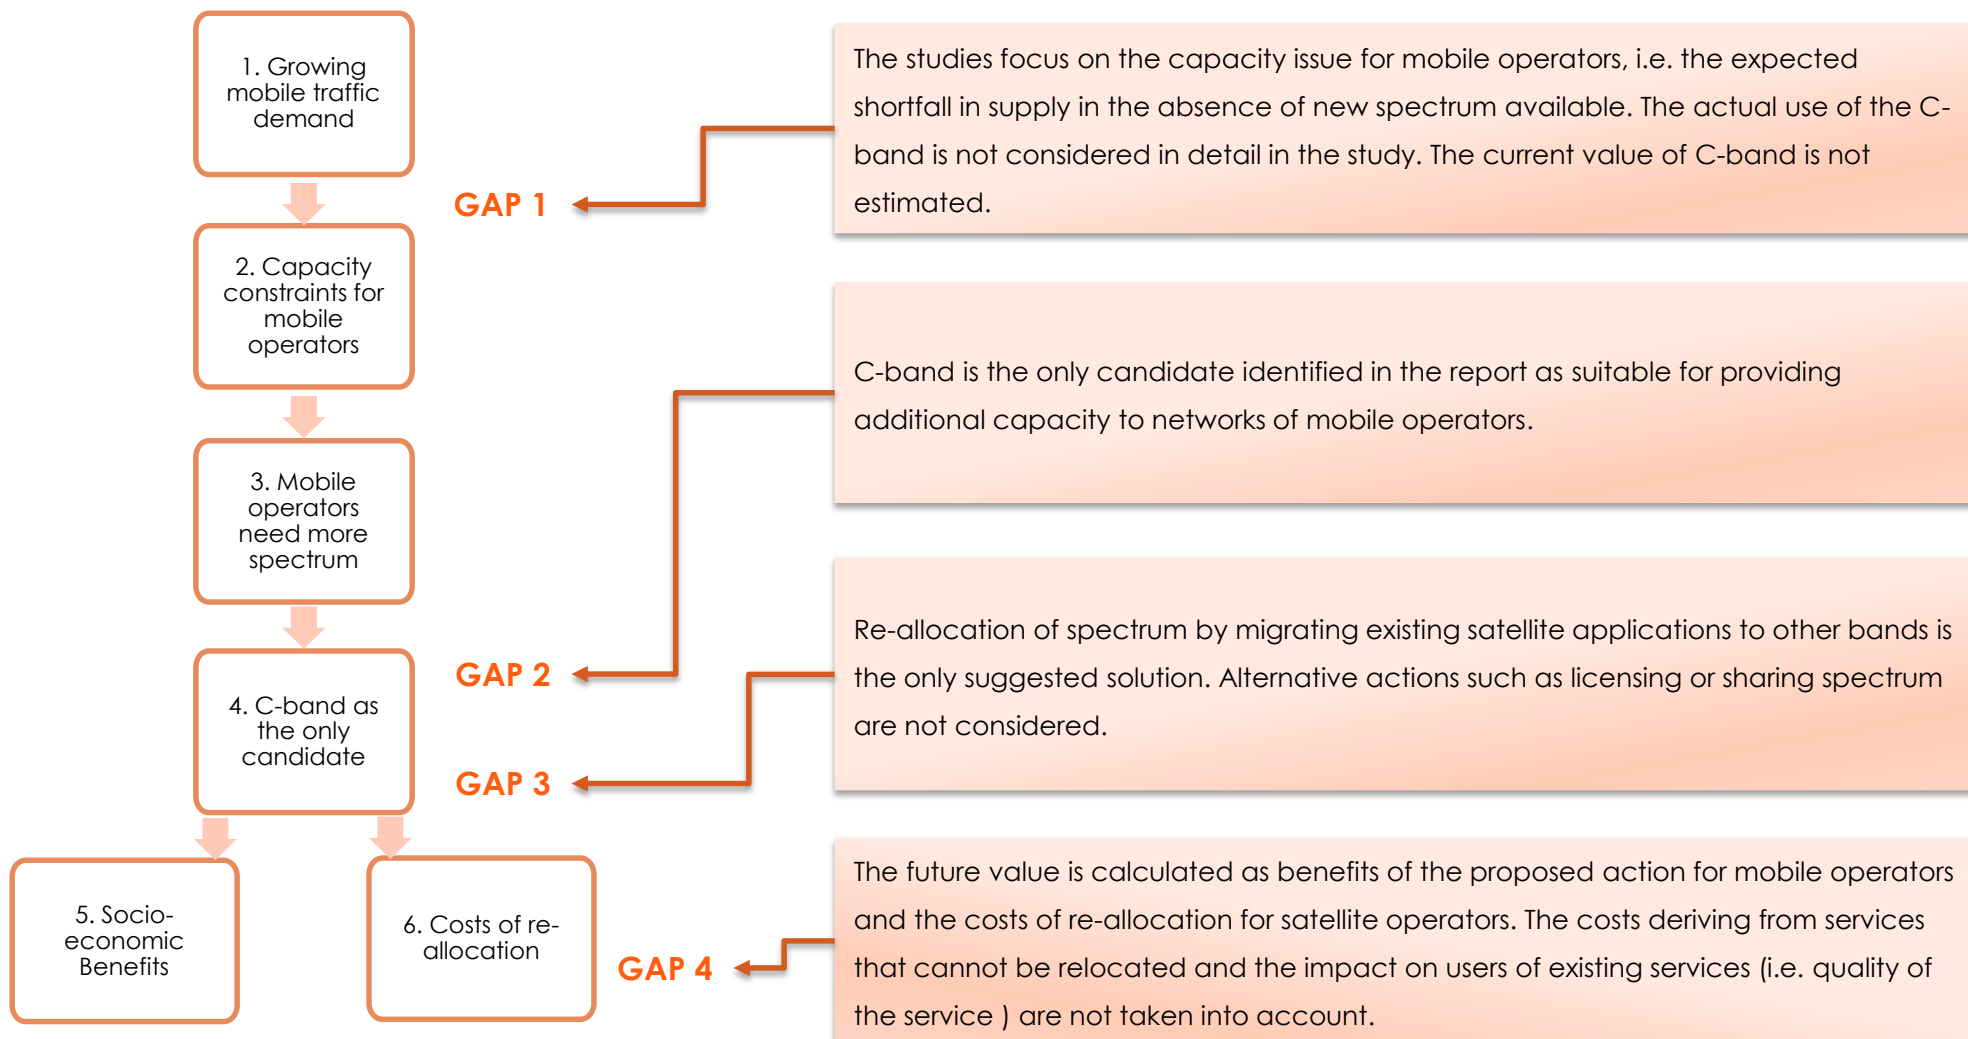 1. Growing
mobile traffic
demand
The studies focus on the capacity issue for mobile operators, i.e. the expected
shortfall in supply in the absence of new spectrum available. The actual use of the C-
band is not considered in detail in the study. The current value of C-band is not
estimated.
GAP 1
2. Capacity
constraints for
mobile
operators
C-band is the only candidate identified in the report as suitable for providing
additional capacity to networks of mobile operators.
3. Mobile
operators
need more
spectrum
GAP 2
Re-allocation of spectrum by migrating existing satellite applications to other bands is
the only suggested solution. Alternative actions such as licensing or sharing spectrum
are not considered.
4. C-band as
the only
candidate
GAP 3
5. Socio-
economic
Benefits
6. Costs of re-
allocation
GAP 4
The future value is calculated as benefits of the proposed action for mobile operators
and the costs of re-allocation for satellite operators. The costs deriving from services
that cannot be relocated and the impact on users of existing services (i.e. quality of
the service ) are not taken into account.